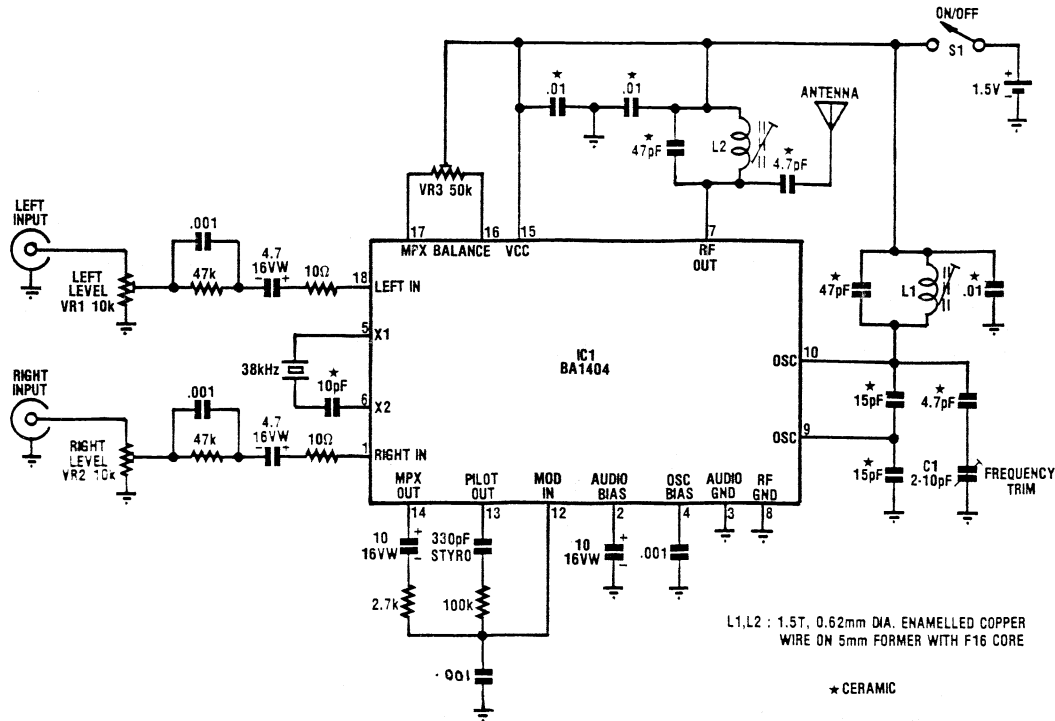 ON/OFF
S1
1.5V
+
-
ANTENNA
★
.01
★
.01
★
47pF
L2
★
4.7pF
VR3 50k
17
16
15
7
MPX BALANCE
VCC
RF
OUT
LEFT
INPUT
LEFT
LEVEL
VR1 10k
.001
47k
4.7
16VW
-
+
10Ω
18
LEFT IN
5
X1
38kHz
★
10pF
6
X2
RIGHT
INPUT
RIGHT
LEVEL
VR2 10k
.001
47k
4.7
16VW
-
+
10Ω
1
RIGHT IN
IC1
BA1404
★
47pF
L1
★
.01
OSC
10
★
15pF
★
4.7pF
OSC
9
★
15pF
C1
2-10pF
FREQUENCY
TRIM
MPX
OUT
PILOT
OUT
MOD
IN
AUDIO
BIAS
OSC
BIAS
AUDIO
GND
RF
GND
14
13
12
2
4
3
8
10
16VW
+
-
330pF
STYRO
10
16VW
+
-
.001
2.7k
100k
.001
L1,L2 : 1.5T, 0.62mm DIA. ENAMELLED COPPER
WIRE ON 5mm FORMER WITH F16 CORE
★ CERAMIC